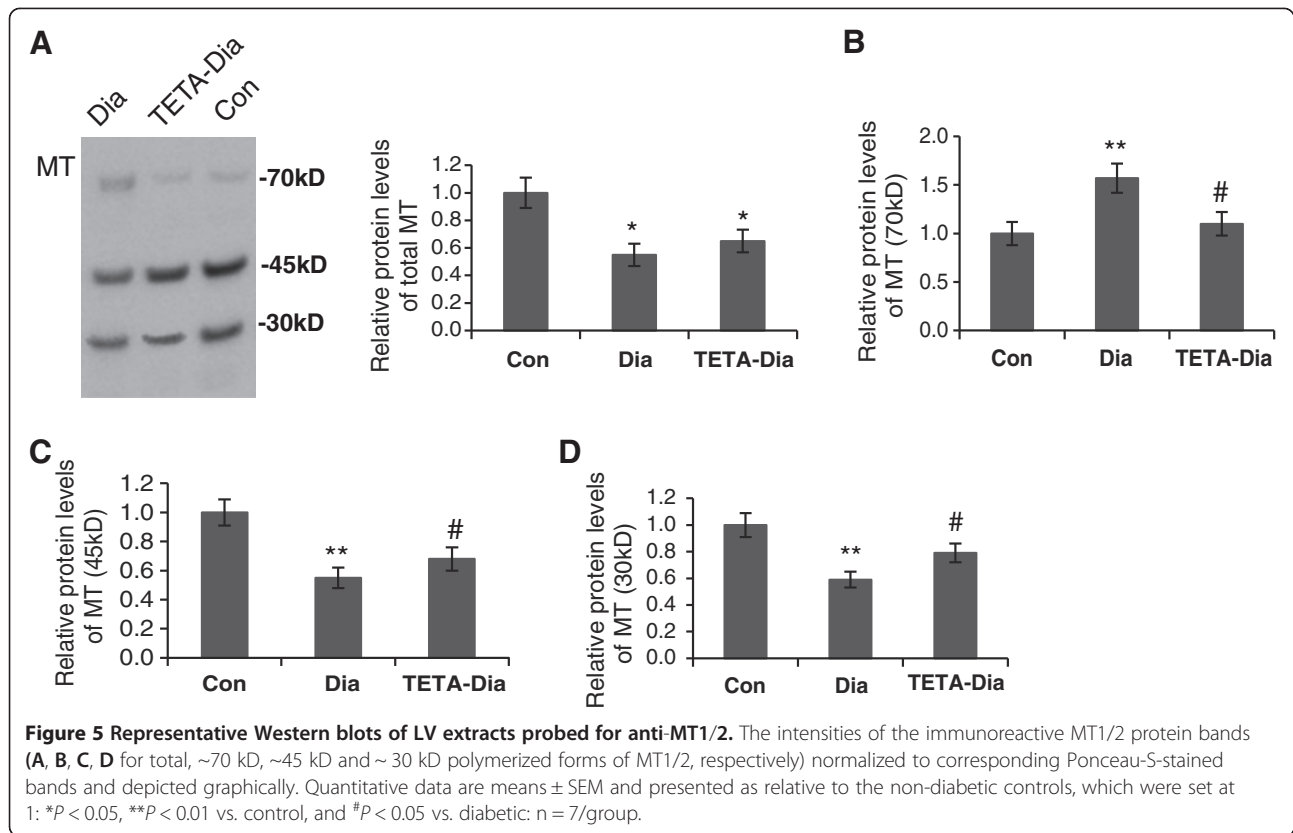 A
Dia
TETA-Dia
Con
MT
-70kD
-45kD
-30kD
Relative protein levels
of total MT
1.2
1.0
0.8
0.6
0.4
0.2
0.0
*
*
Con Dia TETA-Dia
B
Relative protein levels
of MT (70kD)
2.0
1.5
1.0
0.5
0.0
**
#
Con Dia TETA-Dia
C
Relative protein levels
of MT (45kD)
1.2
1.0
0.8
0.6
0.4
0.2
0.0
**
#
Con Dia TETA-Dia
D
Relative protein levels
of MT (30kD)
1.2
1.0
0.8
0.6
0.4
0.2
0.0
**
#
Con Dia TETA-Dia
Figure 5 Representative Western blots of LV extracts probed for anti-MT1/2. The intensities of the immunoreactive MT1/2 protein bands
(A, B, C, D for total, ~70 kD, ~45 kD and ~ 30 kD polymerized forms of MT1/2, respectively) normalized to corresponding Ponceau-S-stained
bands and depicted graphically. Quantitative data are means ± SEM and presented as relative to the non-diabetic controls, which were set at
1: *P < 0.05, **P < 0.01 vs. control, and #P < 0.05 vs. diabetic: n = 7/group.